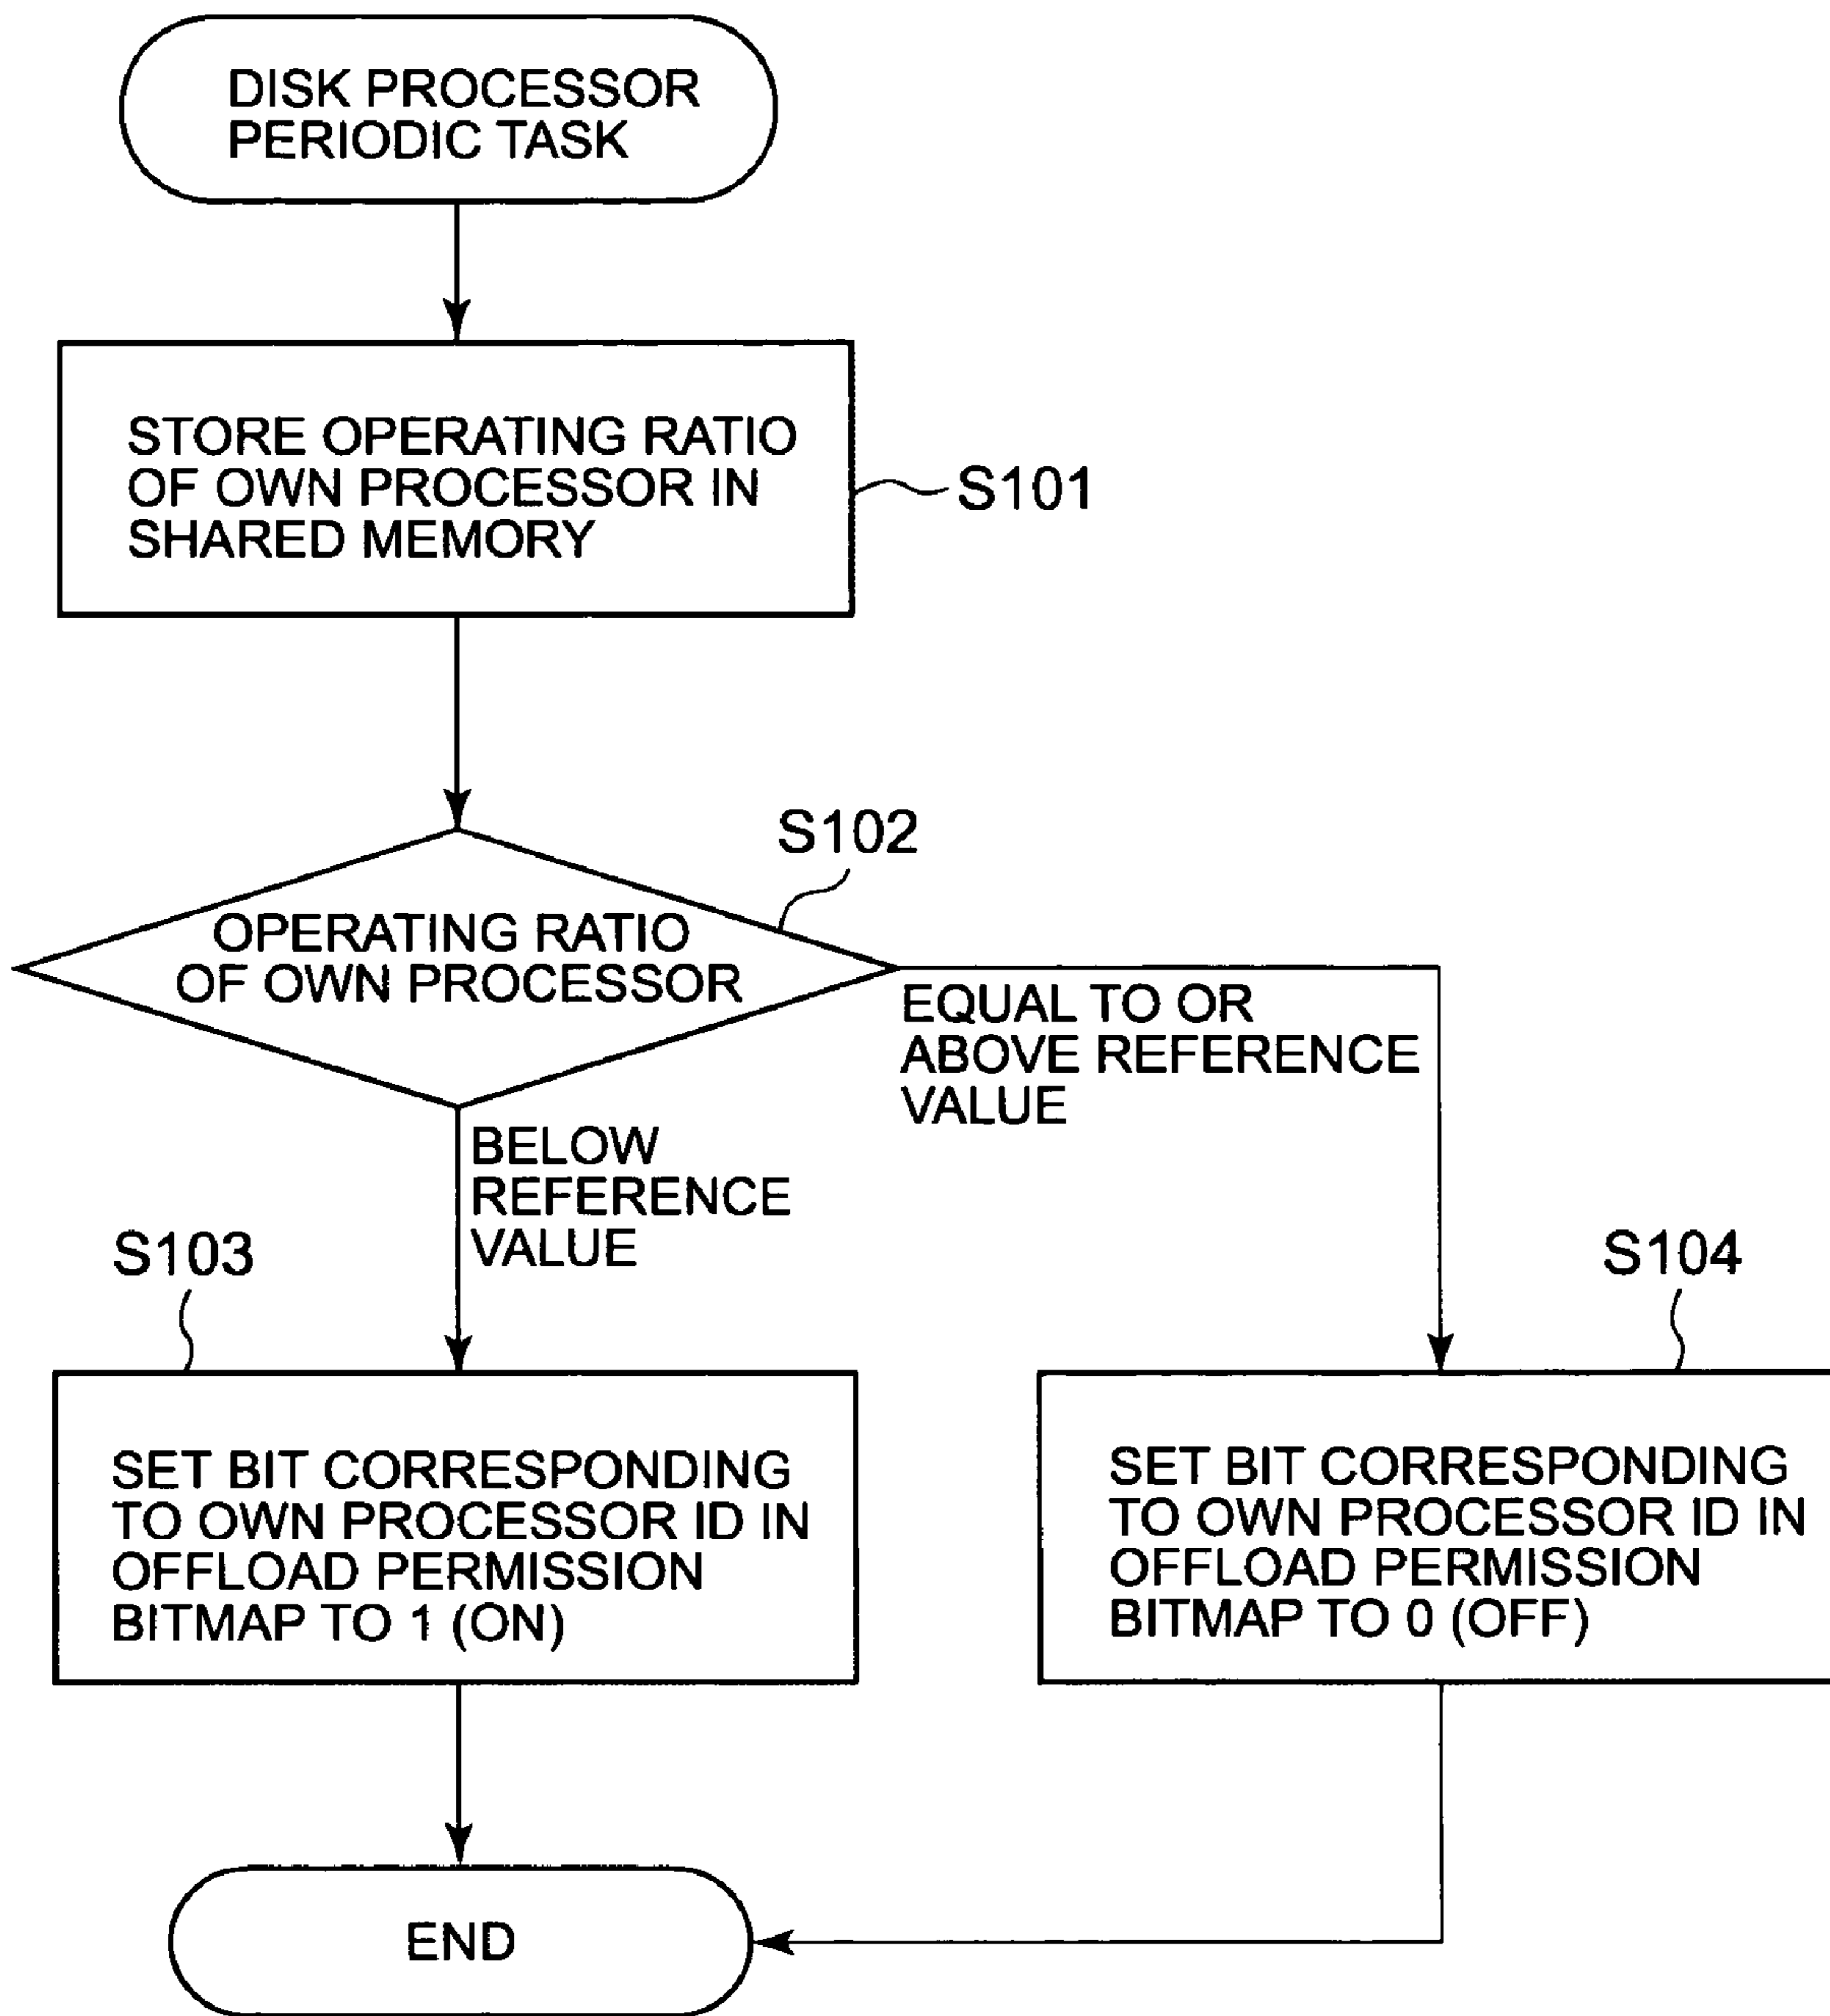 DISK PROCESSOR
PERIODIC TASK
STORE OPERATING RATIO
OF OWN PROCESSOR IN
SHARED MEMORY
S101
S102
OPERATING RATIO
OF OWN PROCESSOR
EQUAL TO OR
ABOVE REFERENCE
VALUE
BELOW
REFERENCE
VALUE
S103
SET BIT CORRESPONDING
TO OWN PROCESSOR ID IN
OFFLOAD PERMISSION
BITMAP TO 1 (ON)
S104
SET BIT CORRESPONDING
TO OWN PROCESSOR ID IN
OFFLOAD PERMISSION
BITMAP TO 0 (OFF)
END